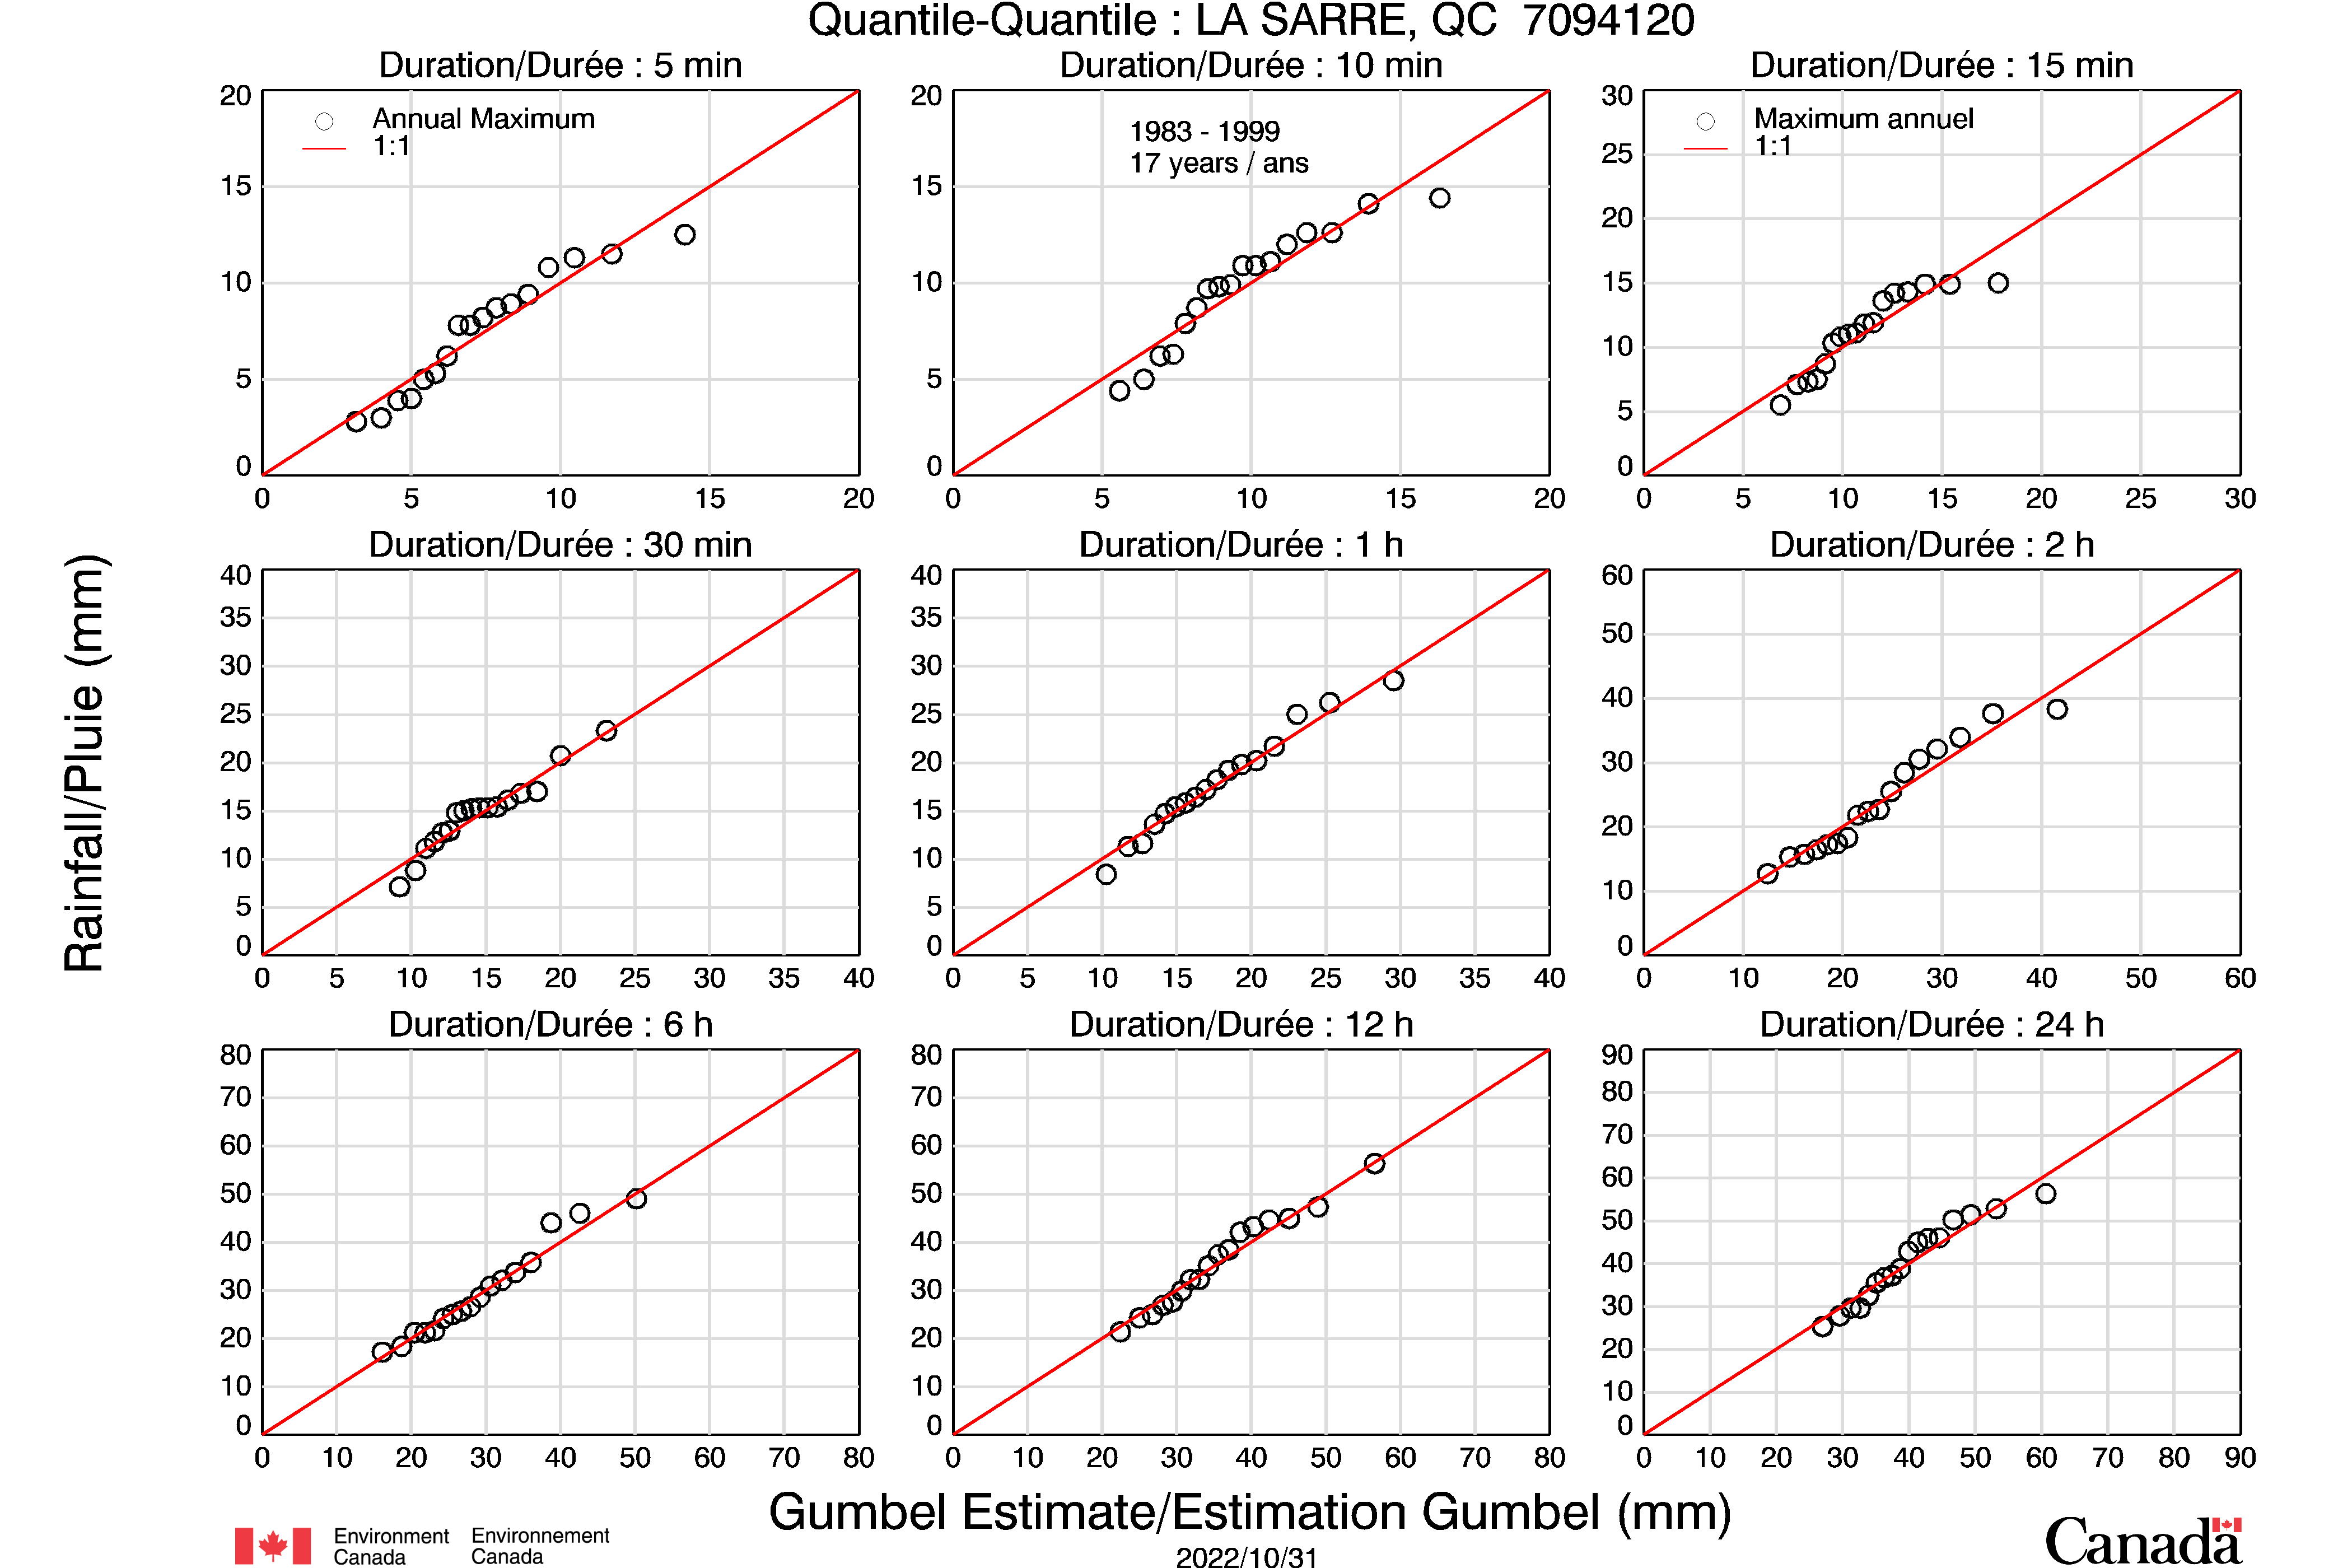 Quantile-Quantile : LA SARRE, QC 7094120
Duration/Durée : 5 min
Duration/Durée : 10 min
Duration/Durée : 15 min
20
15
10
5
0
0 5 10 15 20
Annual Maximum
1:1
20
15
10
5
0
0 5 10 15 20
1983 - 1999
17 years / ans
30
25
20
15
10
5
0
0 5 10 15 20 25 30
Maximum annuel
1:1
Rainfall/Pluie (mm)
Duration/Durée : 30 min
Duration/Durée : 1 h
Duration/Durée : 2 h
40
35
30
25
20
15
10
5
0
0 5 10 15 20 25 30 35 40
40
35
30
25
20
15
10
5
0
0 5 10 15 20 25 30 35 40
60
50
40
30
20
10
0
0 10 20 30 40 50 60
Duration/Durée : 6 h
Duration/Durée : 12 h
Duration/Durée : 24 h
80
70
60
50
40
30
20
10
0
0 10 20 30 40 50 60 70 80
80
70
60
50
40
30
20
10
0
0 10 20 30 40 50 60 70 80
90
80
70
60
50
40
30
20
10
0
0 10 20 30 40 50 60 70 80 90
Gumbel Estimate/Estimation Gumbel (mm)
Environment Environnement
Canada Canada
2022/10/31
Canada